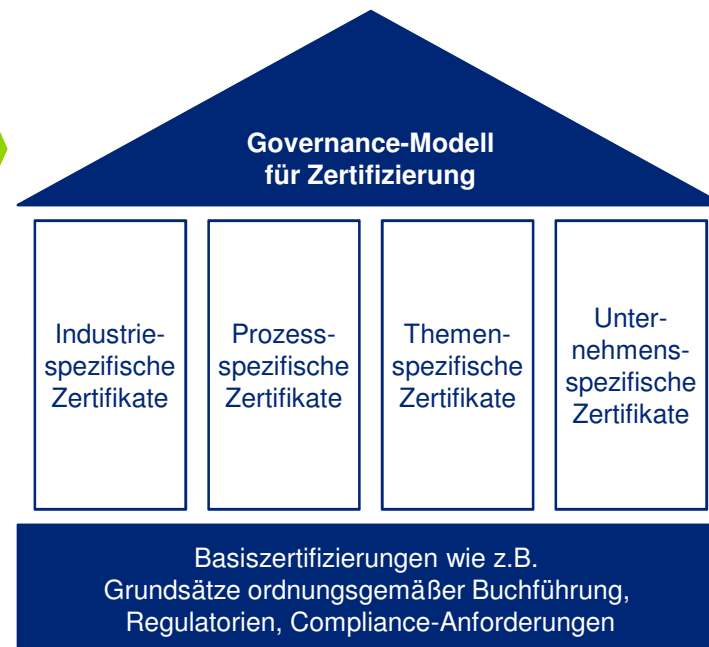 Governance-Modell
für Zertifizierung
Industrie-
spezifische
Zertifikate
Prozess-
spezifische
Zertifikate
Themen-
spezifische
Zertifikate
Unter-
nehmens-
spezifische
Zertifikate
Basiszertifizierungen wie z.B.
Grundsätze ordnungsgemäßer Buchführung,
Regulatorien, Compliance-Anforderungen